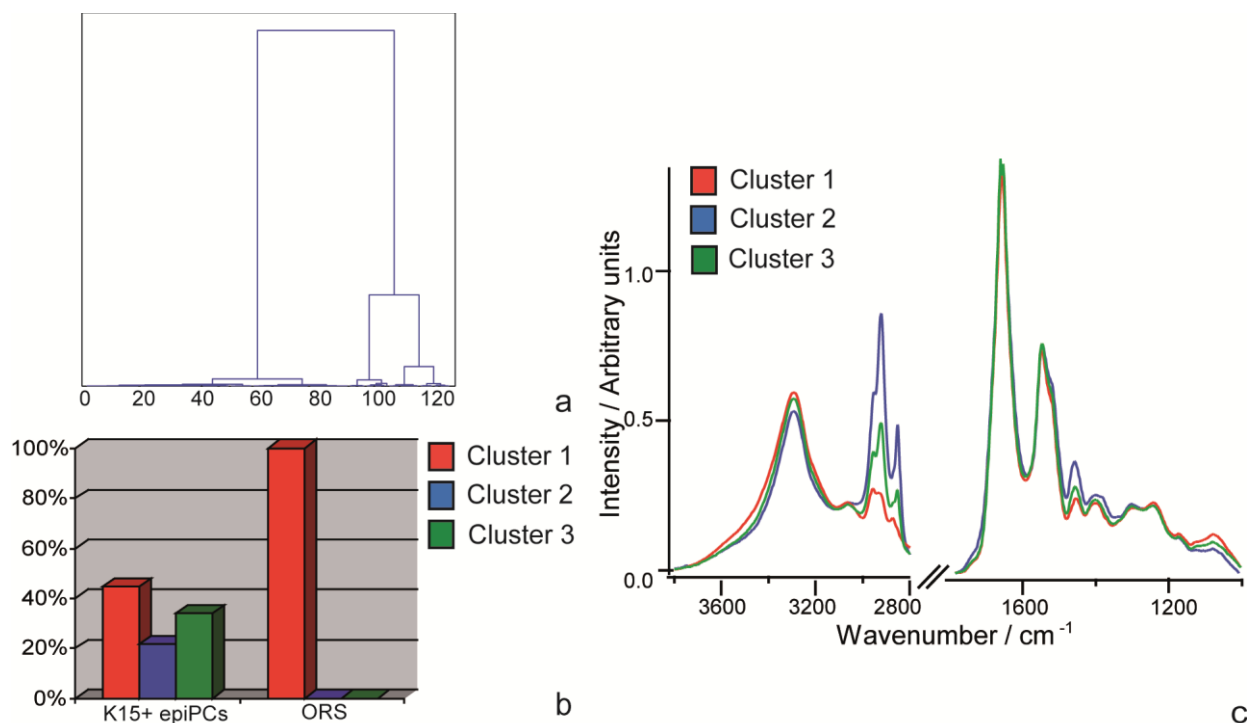 0 20 40 60 80 100 120
a
100%
80%
60%
40%
20%
0%
K15+ epiPCs ORS
Cluster 1
Cluster 2
Cluster 3
b
Cluster 1
Cluster 2
Cluster 3
Intensity / Arbitrary units
1.0
0.5
0.0
3600 3200 2800 1600 1200
Wavenumber / cm⁻¹
c